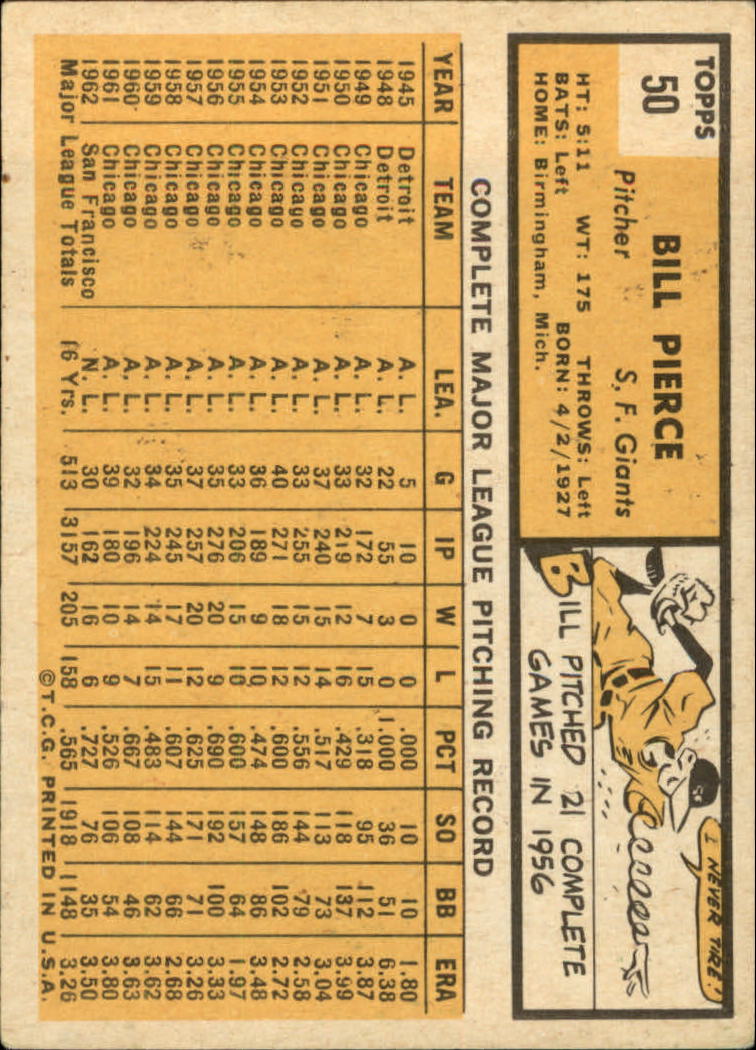 TOPPS
50
BILL PIERCE
Pitcher S. F. Giants
HT: 5:11 WT: 175 THROWS: Left
BATS: Left BORN: 4/2/1927
HOME: Birmingham, Mich.
I NEVER TIRE!
BILL PITCHED 21 COMPLETE
GAMES IN 1956
COMPLETE MAJOR LEAGUE PITCHING RECORD
YEAR TEAM LEA. G IP W L PCT SO BB ERA
1945 Detroit A. L. 5 10 0 0 .000 10 10 1.80
1948 Detroit A. L. 22 55 3 0 1.000 36 51 6.38
1949 Chicago A. L. 32 172 7 15 .318 95 112 3.87
1950 Chicago A. L. 33 219 12 16 .429 118 137 3.99
1951 Chicago A. L. 37 240 15 14 .517 113 73 3.04
1952 Chicago A. L. 33 255 15 12 .556 144 79 2.58
1953 Chicago A. L. 40 271 18 12 .600 186 102 2.72
1954 Chicago A. L. 36 189 9 10 .474 148 86 3.48
1955 Chicago A. L. 33 206 15 10 .600 157 64 1.97
1956 Chicago A. L. 35 276 20 9 .690 192 100 3.33
1957 Chicago A. L. 37 257 20 12 .625 171 71 3.26
1958 Chicago A. L. 35 245 17 11 .607 144 66 2.68
1959 Chicago A. L. 34 224 14 15 .483 114 62 3.62
1960 Chicago A. L. 32 196 14 7 .667 108 46 3.63
1961 Chicago A. L. 39 180 10 9 .526 106 54 3.80
1962 San Francisco N. L. 30 162 16 6 .727 76 35 3.50
Major League Totals 16 Yrs. 513 3157 205 158 .565 1918 1148 3.26
©T.C.G. PRINTED IN U.S.A.